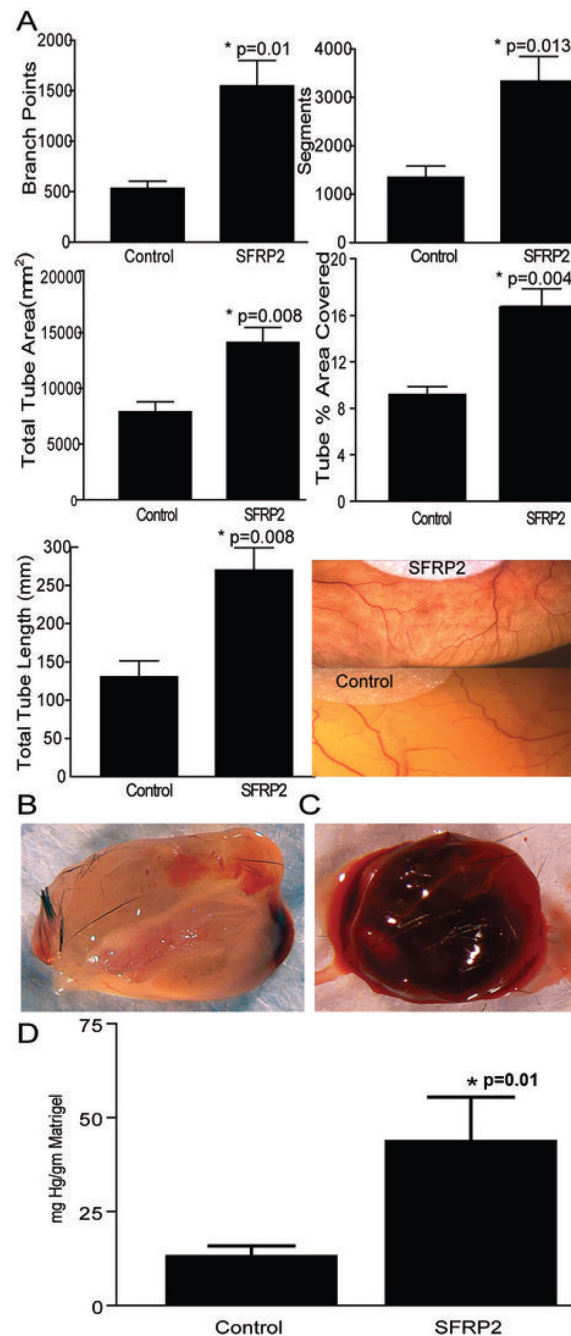 A
Branch Points
2000
1500
1000
500
0
* p=0.01
Control SFRP2
Segments
4000
3000
2000
1000
0
* p=0.013
Control SFRP2
Total Tube Area(mm²)
20000
15000
10000
5000
0
* p=0.008
Control SFRP2
Tube % Area Covered
20
16
12
8
4
0
* p=0.004
Control SFRP2
Total Tube Length (mm)
300
250
200
150
100
50
0
* p=0.008
Control SFRP2
SFRP2
Control
B
C
D
mg Hg/gm Matrigel
75
50
25
0
* p=0.01
Control SFRP2